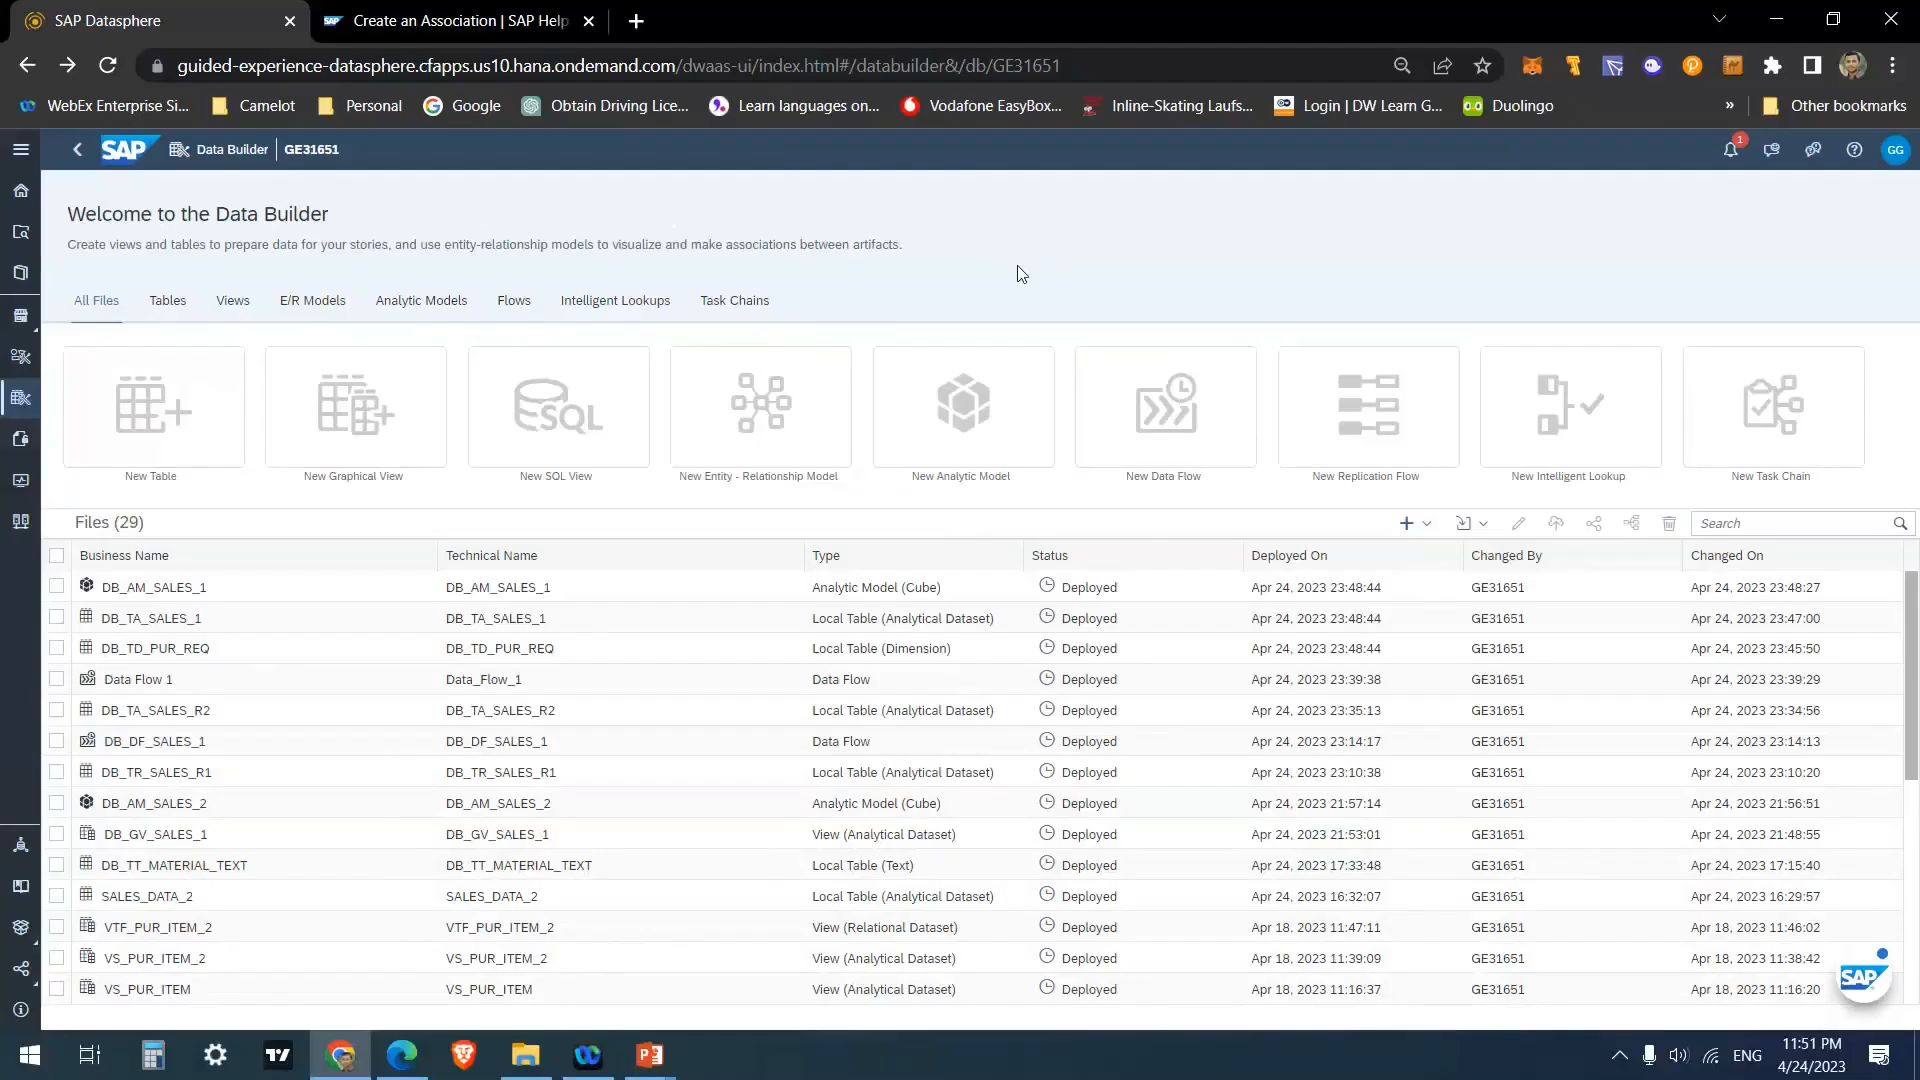 SAP Datasphere
Create an Association | SAP Help
guided-experience-datasphere.cfapps.us10.hana.ondemand.com/dwaas-ui/index.html#/databuilder&/db/GE31651
WebEx Enterprise Si...
Camelot
Personal
Google
Obtain Driving Lice...
Learn languages on...
Vodafone EasyBox...
Inline-Skating Laufs...
Login | DW Learn G...
Duolingo
»
Other bookmarks
SAP
Data Builder
GE31651
1
GG
Welcome to the Data Builder
Create views and tables to prepare data for your stories, and use entity-relationship models to visualize and make associations between artifacts.
All Files Tables Views E/R Models Analytic Models Flows Intelligent Lookups Task Chains
SQL
New Table New Graphical View New SQL View New Entity - Relationship Model New Analytic Model New Data Flow New Replication Flow New Intelligent Lookup New Task Chain
Files (29)
Search
Business Name Technical Name Type Status Deployed On Changed By Changed On
DB_AM_SALES_1 DB_AM_SALES_1 Analytic Model (Cube) Deployed Apr 24, 2023 23:48:44 GE31651 Apr 24, 2023 23:48:27
DB_TA_SALES_1 DB_TA_SALES_1 Local Table (Analytical Dataset) Deployed Apr 24, 2023 23:48:44 GE31651 Apr 24, 2023 23:47:00
DB_TD_PUR_REQ DB_TD_PUR_REQ Local Table (Dimension) Deployed Apr 24, 2023 23:48:44 GE31651 Apr 24, 2023 23:45:50
Data Flow 1 Data_Flow_1 Data Flow Deployed Apr 24, 2023 23:39:38 GE31651 Apr 24, 2023 23:39:29
DB_TA_SALES_R2 DB_TA_SALES_R2 Local Table (Analytical Dataset) Deployed Apr 24, 2023 23:35:13 GE31651 Apr 24, 2023 23:34:56
DB_DF_SALES_1 DB_DF_SALES_1 Data Flow Deployed Apr 24, 2023 23:14:17 GE31651 Apr 24, 2023 23:14:13
DB_TR_SALES_R1 DB_TR_SALES_R1 Local Table (Analytical Dataset) Deployed Apr 24, 2023 23:10:38 GE31651 Apr 24, 2023 23:10:20
DB_AM_SALES_2 DB_AM_SALES_2 Analytic Model (Cube) Deployed Apr 24, 2023 21:57:14 GE31651 Apr 24, 2023 21:56:51
DB_GV_SALES_1 DB_GV_SALES_1 View (Analytical Dataset) Deployed Apr 24, 2023 21:53:01 GE31651 Apr 24, 2023 21:48:55
DB_TT_MATERIAL_TEXT DB_TT_MATERIAL_TEXT Local Table (Text) Deployed Apr 24, 2023 17:33:48 GE31651 Apr 24, 2023 17:15:40
SALES_DATA_2 SALES_DATA_2 Local Table (Analytical Dataset) Deployed Apr 24, 2023 16:32:07 GE31651 Apr 24, 2023 16:29:57
VTF_PUR_ITEM_2 VTF_PUR_ITEM_2 View (Relational Dataset) Deployed Apr 18, 2023 11:47:11 GE31651 Apr 18, 2023 11:46:02
VS_PUR_ITEM_2 VS_PUR_ITEM_2 View (Analytical Dataset) Deployed Apr 18, 2023 11:39:09 GE31651 Apr 18, 2023 11:38:42
VS_PUR_ITEM VS_PUR_ITEM View (Analytical Dataset) Deployed Apr 18, 2023 11:16:37 GE31651 Apr 18, 2023 11:16:20
SAP
ENG
11:51 PM
4/24/2023